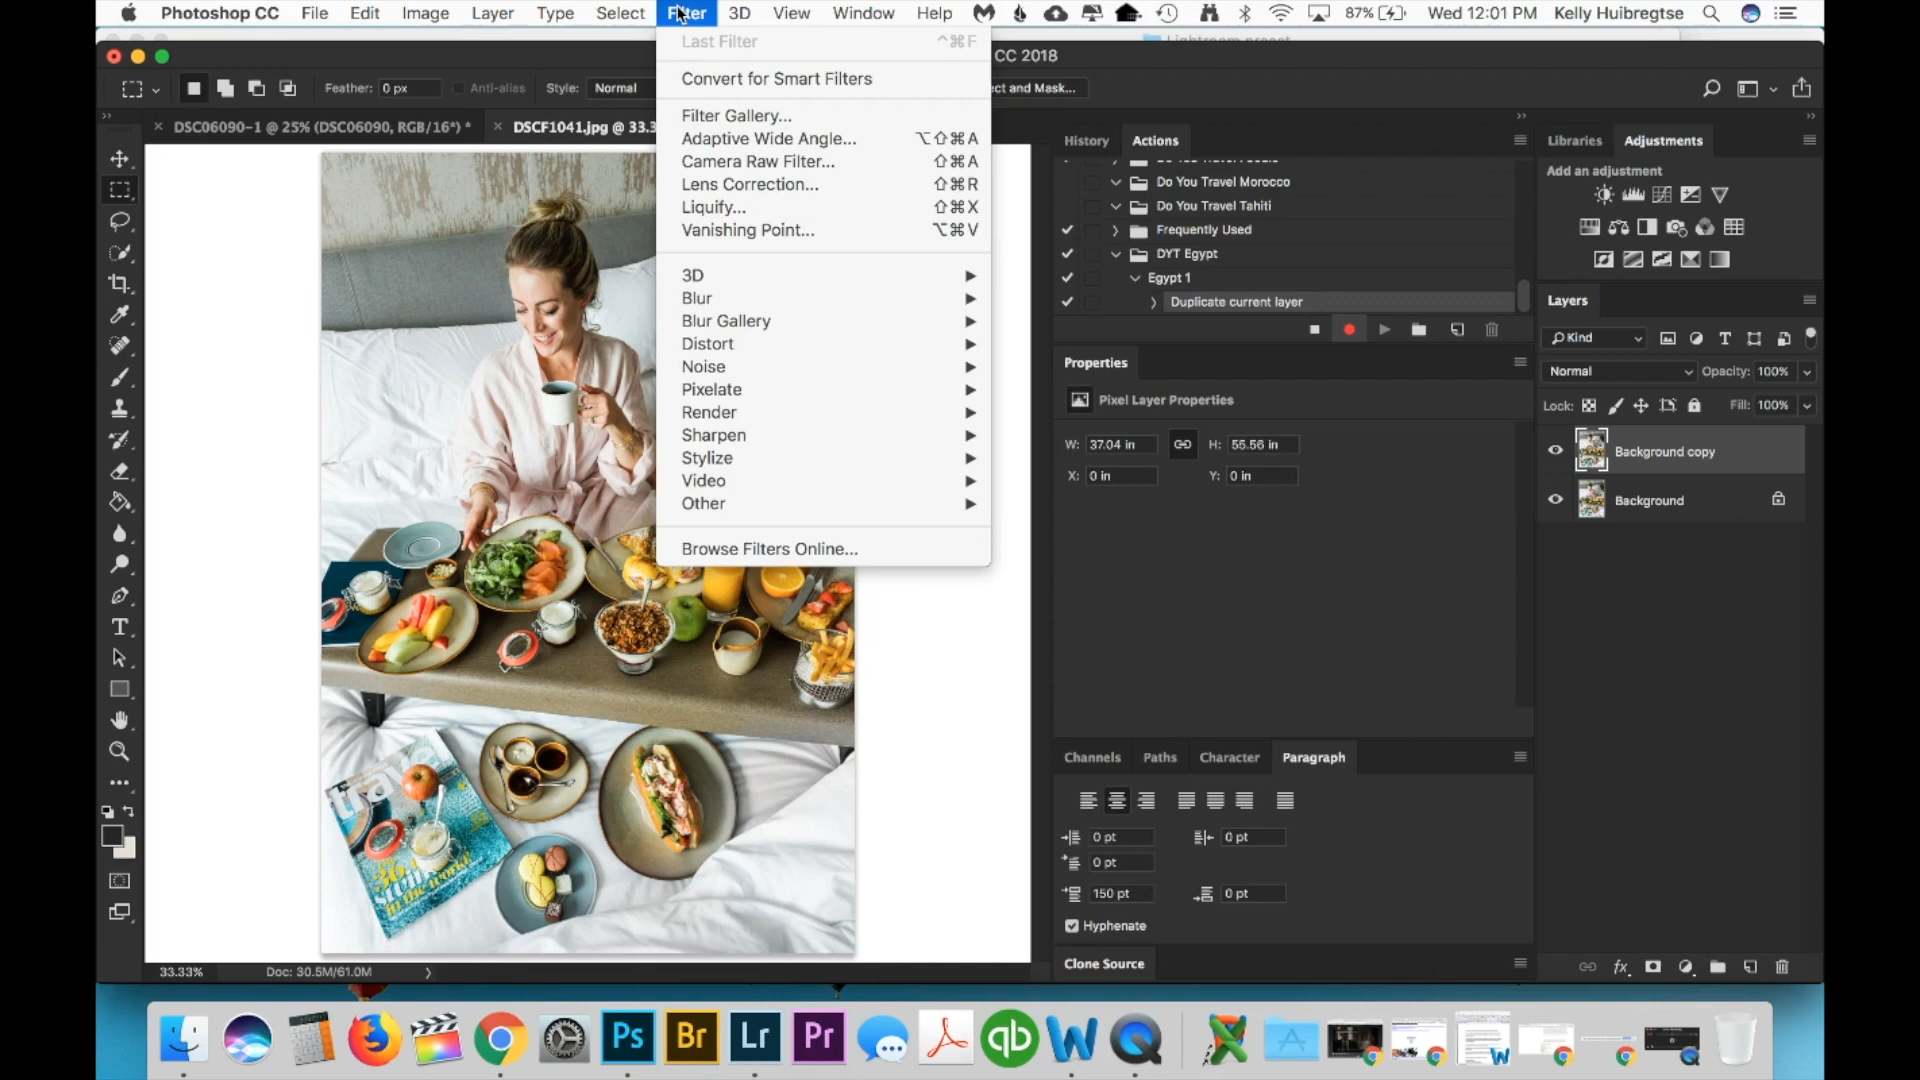 Photoshop CC File Edit Image Layer Type Select Filter 3D View Window Help 87% Wed 12:01 PM Kelly Huibregtse
Lightroom preset
CC 2018
Last Filter ^⌘F
Convert for Smart Filters
Filter Gallery...
Adaptive Wide Angle... ⌥⇧⌘A
Camera Raw Filter... ⇧⌘A
Lens Correction... ⇧⌘R
Liquify... ⇧⌘X
Vanishing Point... ⌥⌘V
3D
Blur
Blur Gallery
Distort
Noise
Pixelate
Render
Sharpen
Stylize
Video
Other
Browse Filters Online...
Feather: 0 px Anti-alias Style: Normal ct and Mask...
DSC06090-1 @ 25% (DSC06090, RGB/16*) * DSCF1041.jpg @ 33.3
History Actions
Do You Travel Morocco
Do You Travel Tahiti
Frequently Used
DYT Egypt
Egypt 1
Duplicate current layer
Properties
Pixel Layer Properties
W: 37.04 in H: 55.56 in
X: 0 in Y: 0 in
Channels Paths Character Paragraph
0 pt 0 pt
0 pt
150 pt 0 pt
Hyphenate
Clone Source
Libraries Adjustments
Add an adjustment
Layers
Kind
Normal Opacity: 100%
Lock: Fill: 100%
Background copy
Background
33.33% Doc: 30.5M/61.0M
Ps Br Lr Pr qb W